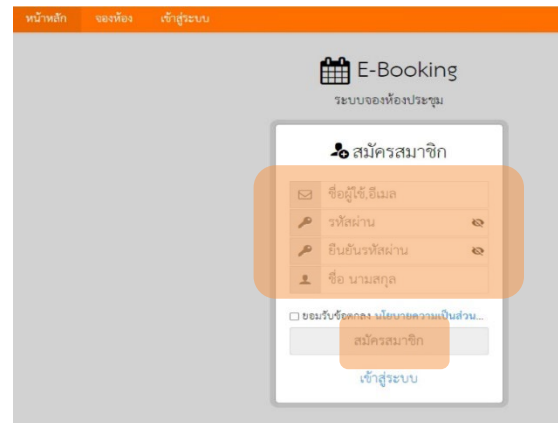 หน้าหลัก จองห้อง เข้าสู่ระบบ
E-Booking
ระบบจองห้องประชุม
สมัครสมาชิก
ชื่อผู้ใช้,อีเมล
รหัสผ่าน
ยืนยันรหัสผ่าน
ชื่อ นามสกุล
ยอมรับข้อตกลง นโยบายความเป็นส่วน...
สมัครสมาชิก
เข้าสู่ระบบ